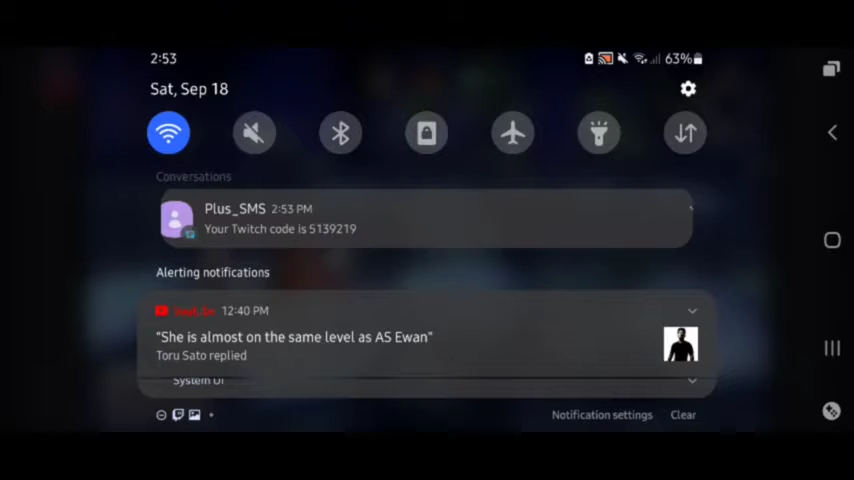 2:53
63%
Sat, Sep 18
Conversations
Plus_SMS 2:53 PM
Your Twitch code is 5139219
Alerting notifications
YouTube 12:40 PM
"She is almost on the same level as AS Ewan"
Toru Sato replied
System UI
Notification settings
Clear